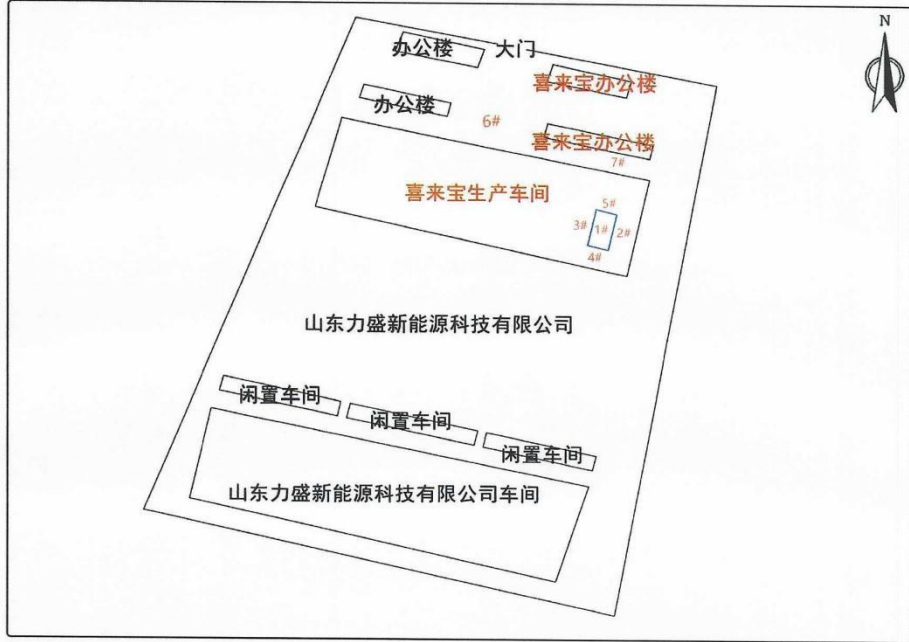 N
办公楼
大门
喜来宝办公楼
办公楼
6#
喜来宝办公楼
7#
喜来宝生产车间
5#
3#
1#
2#
4#
山东力盛新能源科技有限公司
闲置车间
闲置车间
闲置车间
山东力盛新能源科技有限公司车间